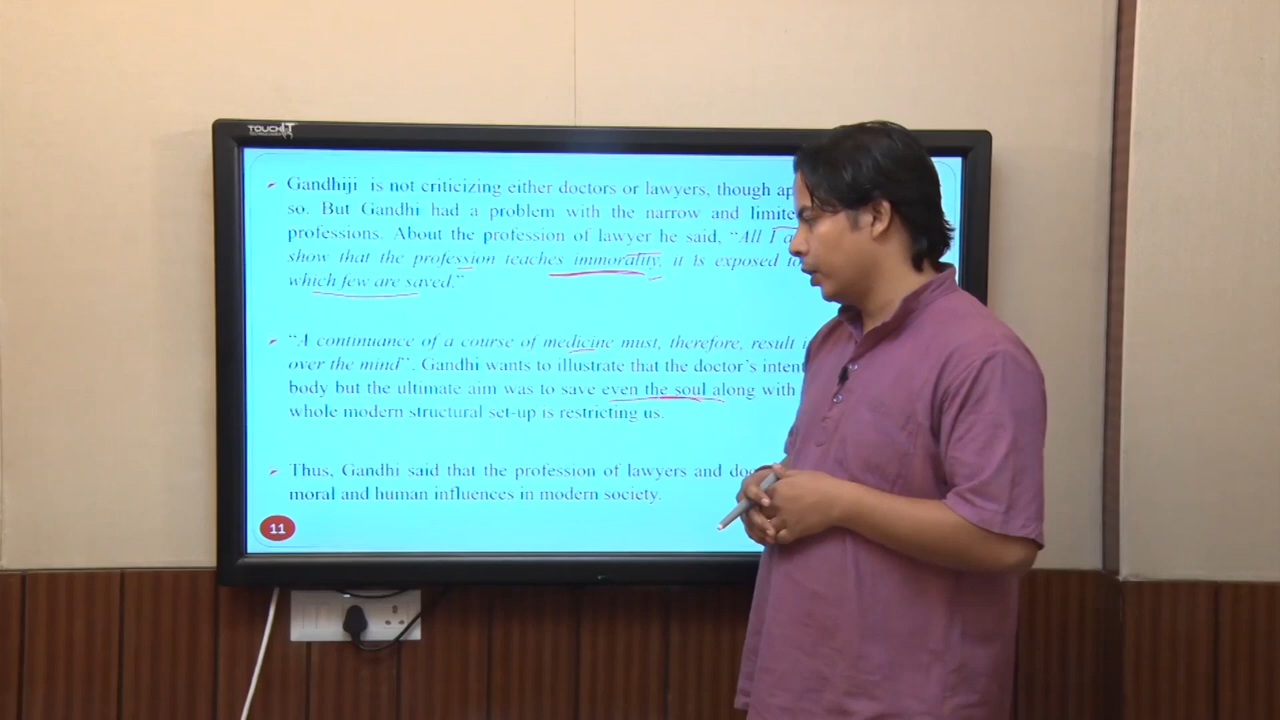 TOUCHIT
TECHNOLOGIES
Gandhiji is not criticizing either doctors or lawyers, though
so. But Gandhi had a problem with the narrow and
professions. About the profession of lawyer he said, “All I
show that the profession teaches immorality, it is exposed
which few are saved.”
“A continuance of a course of medicine must, therefore, result
over the mind”. Gandhi wants to illustrate that the doctor’s
body but the ultimate aim was to save even the soul along with
whole modern structural set-up is restricting us.
Thus, Gandhi said that the profession of lawyers and
moral and human influences in modern society.
11